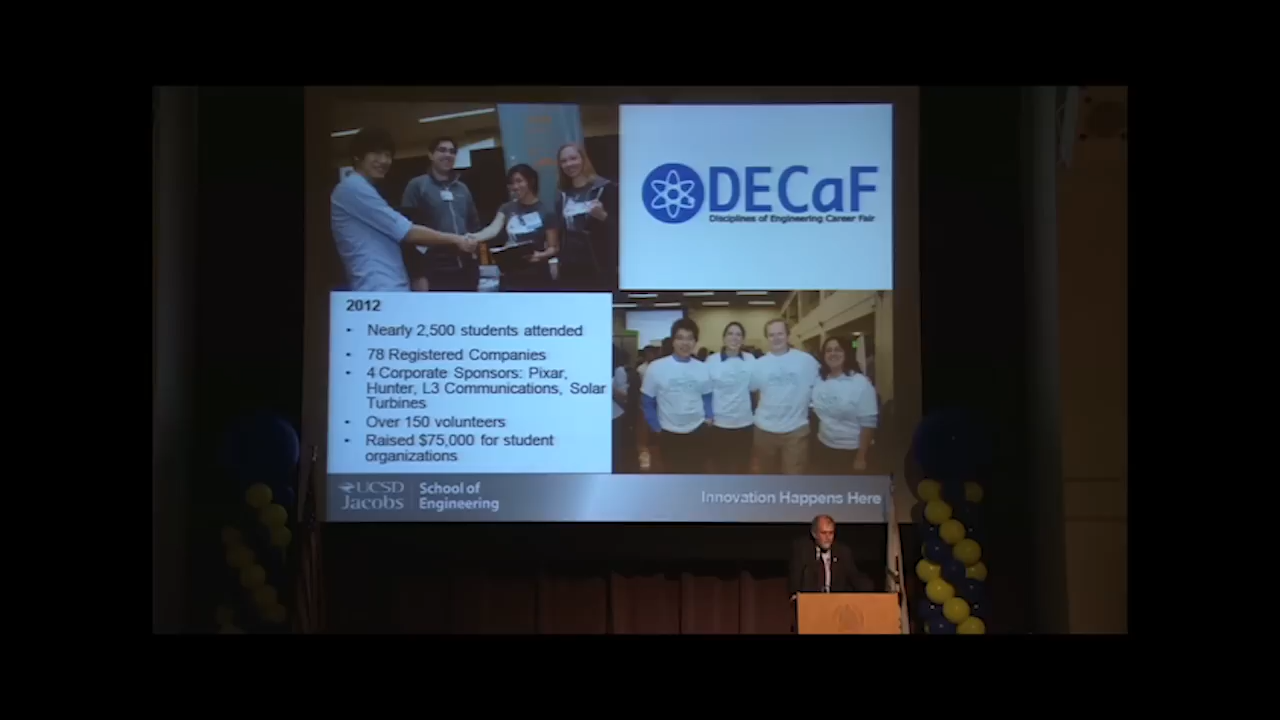 DECaF
Disciplines of Engineering Career Fair
2012
• Nearly 2,500 students attended
• 78 Registered Companies
• 4 Corporate Sponsors: Pixar,
Hunter, L3 Communications, Solar
Turbines
• Over 150 volunteers
• Raised $75,000 for student
organizations
UCSD
Jacobs
School of
Engineering
Innovation Happens Here